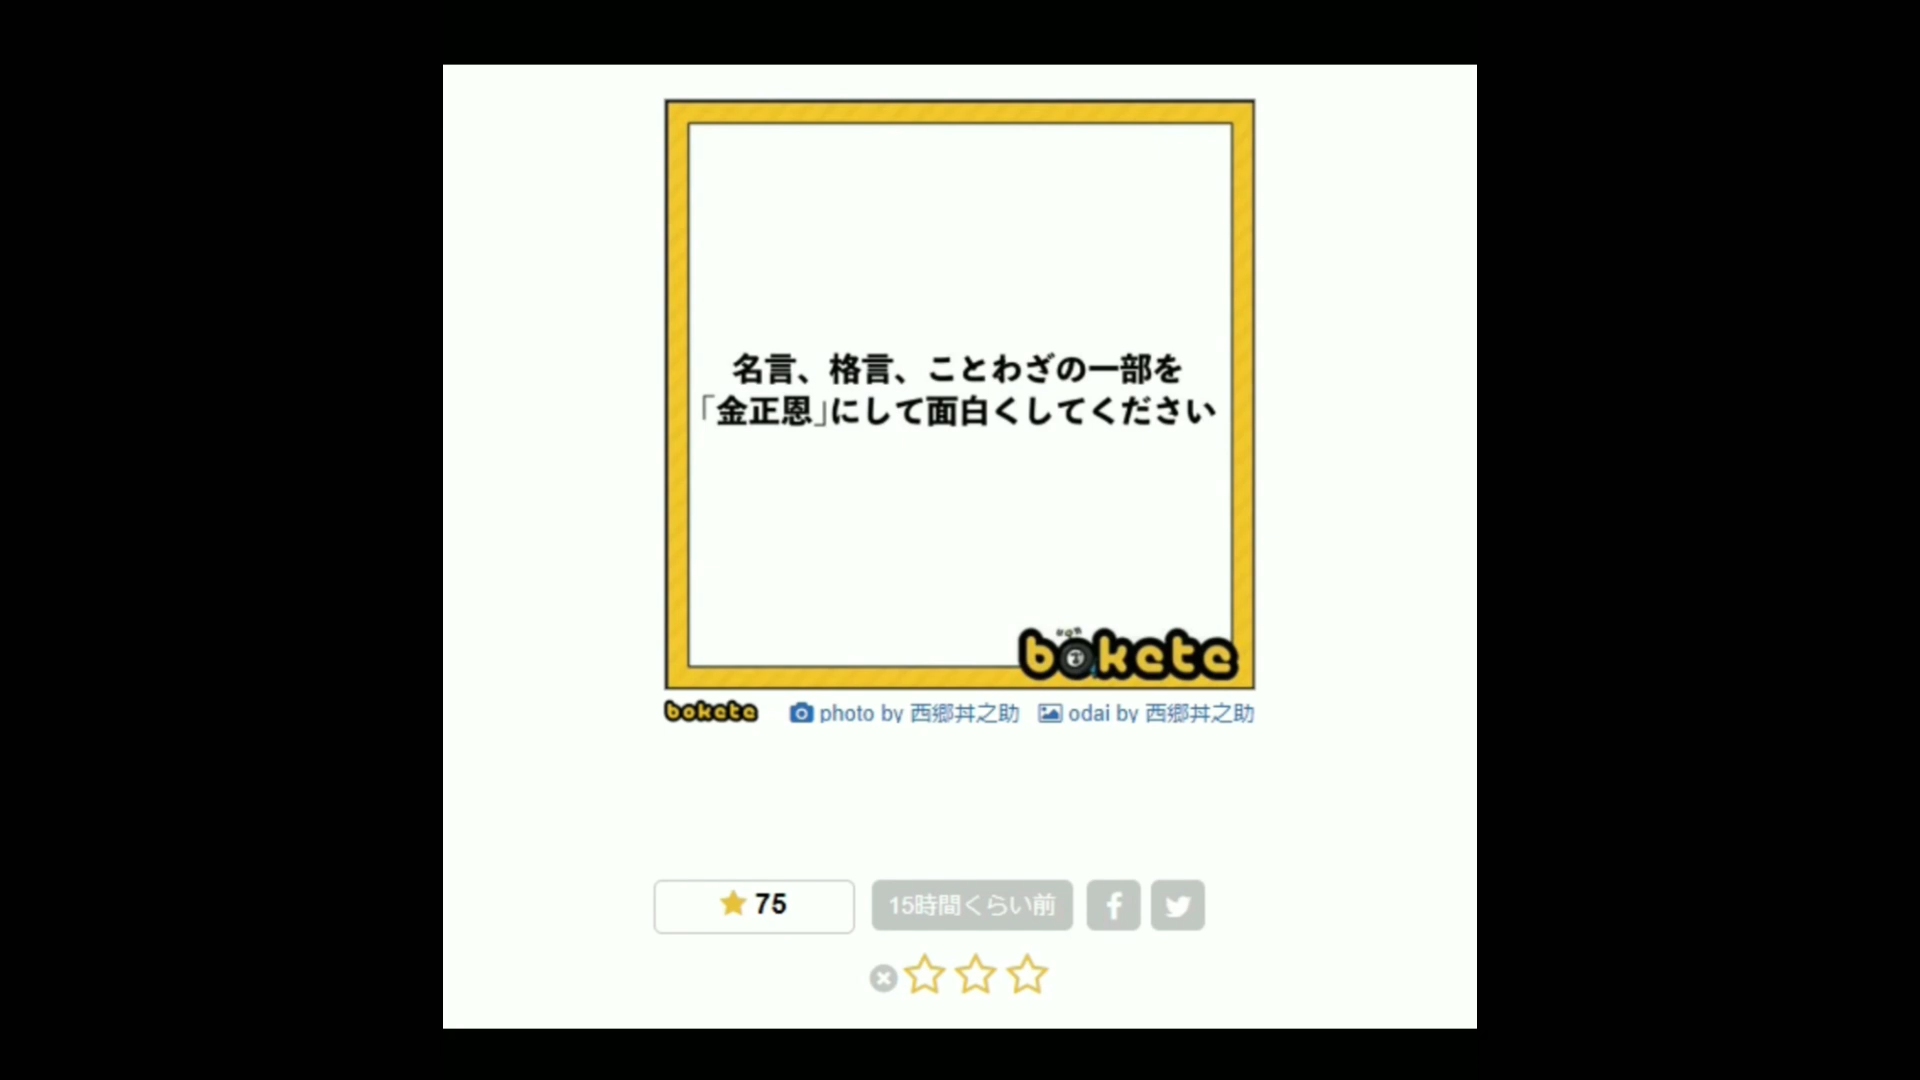 名言、格言、ことわざの一部を
「金正恩」にして面白くしてください
bokete
bokete photo by 西郷丼之助 odai by 西郷丼之助
75 15時間くらい前